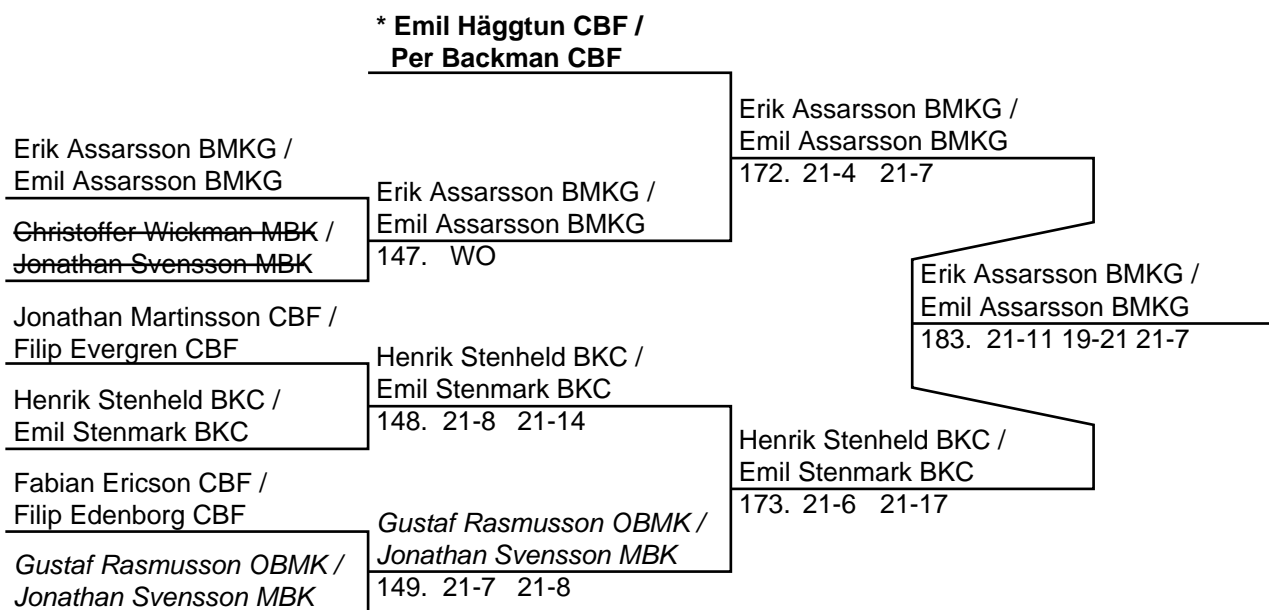 * Emil Häggtun CBF /
Per Backman CBF
Erik Assarsson BMKG /
Emil Assarsson BMKG
172. 21-4 21-7
Erik Assarsson BMKG /
Emil Assarsson BMKG
Christoffer Wickman MBK /
Jonathan Svensson MBK
Erik Assarsson BMKG /
Emil Assarsson BMKG
147. WO
Erik Assarsson BMKG /
Emil Assarsson BMKG
183. 21-11 19-21 21-7
Jonathan Martinsson CBF /
Filip Evergren CBF
Henrik Stenheld BKC /
Emil Stenmark BKC
Henrik Stenheld BKC /
Emil Stenmark BKC
148. 21-8 21-14
Henrik Stenheld BKC /
Emil Stenmark BKC
173. 21-6 21-17
Fabian Ericson CBF /
Filip Edenborg CBF
Gustaf Rasmusson OBMK /
Jonathan Svensson MBK
Gustaf Rasmusson OBMK /
Jonathan Svensson MBK
149. 21-7 21-8